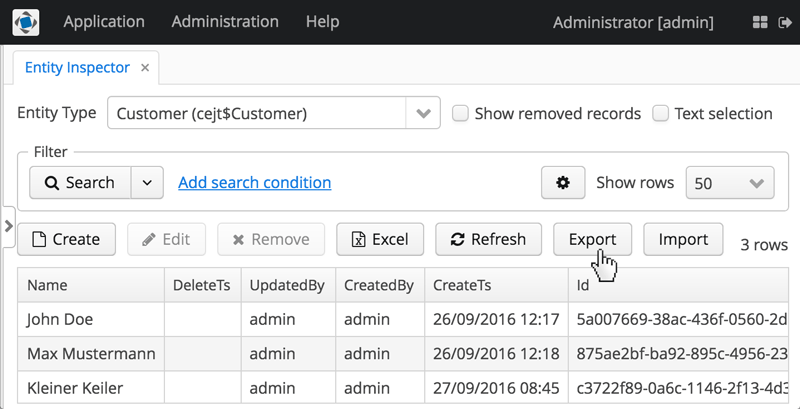 Application Administration Help Administrator [admin]
Entity Inspector ×
Entity Type Customer (cejt$Customer) Show removed records Text selection
Filter
Search Add search condition Show rows 50
Create Edit Remove Excel Refresh Export Import 3 rows
Name DeleteTs UpdatedBy CreatedBy CreateTs Id
John Doe admin admin 26/09/2016 12:17 5a007669-38ac-436f-0560-2d
Max Mustermann admin admin 26/09/2016 12:18 875ae2bf-ba92-895c-4956-23
Kleiner Keiler admin admin 27/09/2016 08:45 c3722f89-0a6c-1146-2f13-4d3